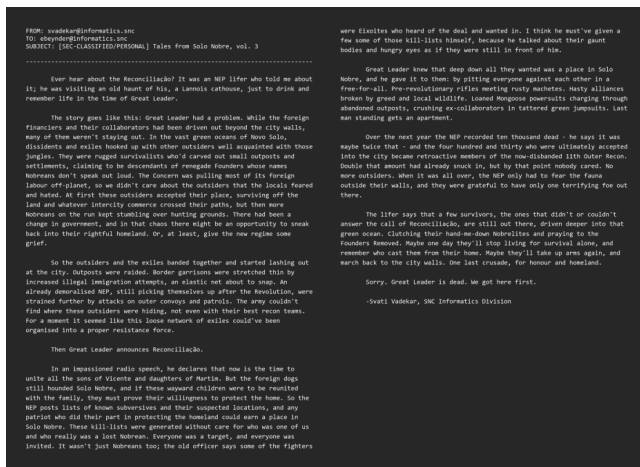 FROM: svadekar@informatics.snc
TO: ebeynder@informatics.snc
SUBJECT: [SEC-CLASSIFIED/PERSONAL] Tales from Solo Nobre, vol. 3
--------------------------------------------------------------------------------
Ever hear about the Reconciliação? It was an NEP lifer who told me about
it; he was visiting an old haunt of his, a Lannois cathouse, just to drink and
remember life in the time of Great Leader.
The story goes like this: Great Leader had a problem. While the foreign
financiers and their collaborators had been driven out beyond the city walls,
many of them weren't staying out. In the vast green oceans of Novo Solo,
dissidents and exiles hooked up with other outsiders well acquainted with those
jungles. They were rugged survivalists who'd carved out small outposts and
settlements, claiming to be descendants of renegade Founders whose names
Nobreans don't speak out loud. The Concern was pulling most of its foreign
labour off-planet, so we didn't care about the outsiders that the locals feared
and hated. At first these outsiders accepted their place, surviving off the
land and whatever intercity commerce crossed their paths, but then more
Nobreans on the run kept stumbling over hunting grounds. There had been a
change in government, and in that chaos there might be an opportunity to sneak
back into their rightful homeland. Or, at least, give the new regime some
grief.
So the outsiders and the exiles banded together and started lashing out
at the city. Outposts were raided. Border garrisons were stretched thin by
increased illegal immigration attempts, an elastic net about to snap. An
already demoralised NEP, still picking themselves up after the Revolution, were
strained further by attacks on outer convoys and patrols. The army couldn't
find where these outsiders were hiding, not even with their best recon teams.
For a moment it seemed like this loose network of exiles could've been
organised into a proper resistance force.
Then Great Leader announces Reconciliação.
In an impassioned radio speech, he declares that now is the time to
unite all the sons of Vicente and daughters of Martim. But the foreign dogs
still hounded Solo Nobre, and if these wayward children were to be reunited
with the family, they must prove their willingness to protect the home. So the
NEP posts lists of known subversives and their suspected locations, and any
patriot who did their part in protecting the homeland could earn a place in
Solo Nobre. These kill-lists were generated without care for who was one of us
and who really was a lost Nobrean. Everyone was a target, and everyone was
invited. It wasn't just Nobreans too; the old officer says some of the fighters
were Eixoites who heard of the deal and wanted in. I think he must've given a
few some of those kill-lists himself, because he talked about their gaunt
bodies and hungry eyes as if they were still in front of him.
Great Leader knew that deep down all they wanted was a place in Solo
Nobre, and he gave it to them: by pitting everyone against each other in a
free-for-all. Pre-revolutionary rifles meeting rusty machetes. Hasty alliances
broken by greed and local wildlife. Loaned Mongoose powersuits charging through
abandoned outposts, crushing ex-collaborators in tattered green jumpsuits. Last
man standing gets an apartment.
Over the next year the NEP recorded ten thousand dead - he says it was
maybe twice that - and the four hundred and thirty who were ultimately accepted
into the city became retroactive members of the now-disbanded 11th Outer Recon.
Double that amount had already snuck in, but by that point nobody cared. No
more outsiders. When it was all over, the NEP only had to fear the fauna
outside their walls, and they were grateful to have only one terrifying foe out
there.
The lifer says that a few survivors, the ones that didn't or couldn't
answer the call of Reconciliação, are still out there, driven deeper into that
green ocean. Clutching their hand-me-down Nobrelites and praying to the
Founders Removed. Maybe one day they'll stop living for survival alone, and
remember who cast them from their home. Maybe they'll take up arms again, and
march back to the city walls. One last crusade, for honour and homeland.
Sorry. Great Leader is dead. We got here first.
-Svati Vadekar, SNC Informatics Division